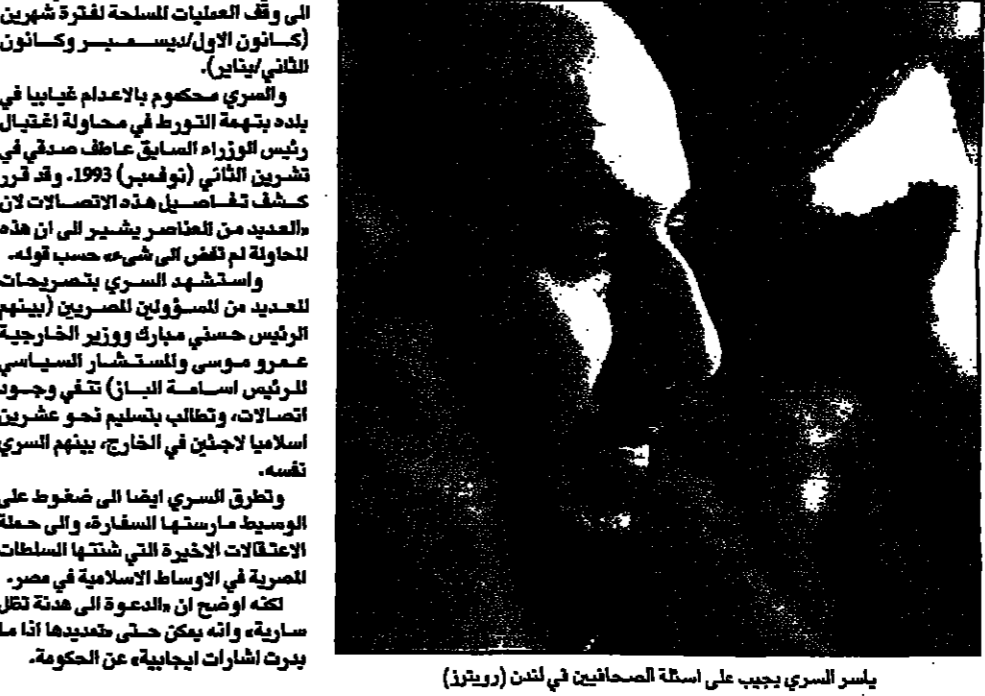 الى وقف العمليات المسلحة لفترة شهرين
(كانون الاول/ديسمبر وكانون
الثاني/يناير).
والسري محكوم بالاعدام غيابيا في
بلده بتهمة التورط في محاولة اغتيال
رئيس الوزراء السابق عاطف صدقي في
تشرين الثاني (نوفمبر) 1993. وقد قرر
كشف تفاصيل هذه الاتصالات لان
«العديد من العناصر يشير الى ان هذه
المحاولة لم تفض الى شيء» حسب قوله.
واستشهد السري بتصريحات
للعديد من المسؤولين المصريين (بينهم
الرئيس حسني مبارك ووزير الخارجية
عمرو موسى والمستشار السياسي
للرئيس اسامة الباز) تنفي وجود
اتصالات، وتطالب بتسليم نحو عشرين
اسلاميا لاجئين في الخارج، بينهم السري
نفسه.
وتطرق السري ايضا الى ضغوط على
الوسيط مارستها السفارة، والى حملة
الاعتقالات الاخيرة التي شنتها السلطات
المصرية في الاوساط الاسلامية في مصر.
لكنه اوضح ان «الدعوة الى هدنة تظل
سارية» وانه يمكن حتى «تمديدها اذا ما
بدرت اشارات ايجابية» عن الحكومة.
ياسر السري يجيب على اسئلة الصحافيين في لندن (رويترز)